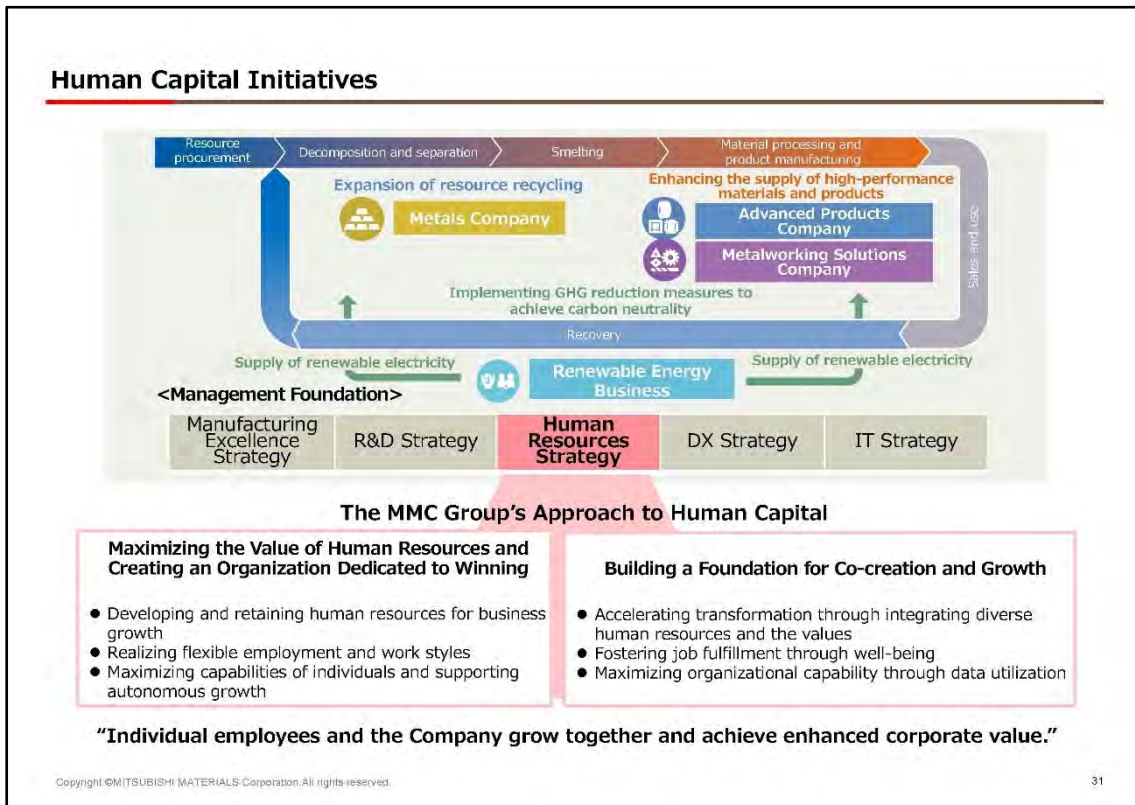 Human Capital Initiatives
Resource
procurement
Decomposition and separation
Smelting
Material processing and
product manufacturing
Expansion of resource recycling
Enhancing the supply of high-performance
materials and products
Metals Company
Advanced Products
Company
Metalworking Solutions
Company
Sales and use
Implementing GHG reduction measures to
achieve carbon neutrality
Recovery
Supply of renewable electricity
Renewable Energy
Business
Supply of renewable electricity
<Management Foundation>
Manufacturing
Excellence
Strategy
R&D Strategy
Human
Resources
Strategy
DX Strategy
IT Strategy
The MMC Group's Approach to Human Capital
Maximizing the Value of Human Resources and
Creating an Organization Dedicated to Winning
● Developing and retaining human resources for business
growth
● Realizing flexible employment and work styles
● Maximizing capabilities of individuals and supporting
autonomous growth
Building a Foundation for Co-creation and Growth
● Accelerating transformation through integrating diverse
human resources and the values
● Fostering job fulfillment through well-being
● Maximizing organizational capability through data utilization
"Individual employees and the Company grow together and achieve enhanced corporate value."
Copyright ©MITSUBISHI MATERIALS Corporation.All rights reserved.
31